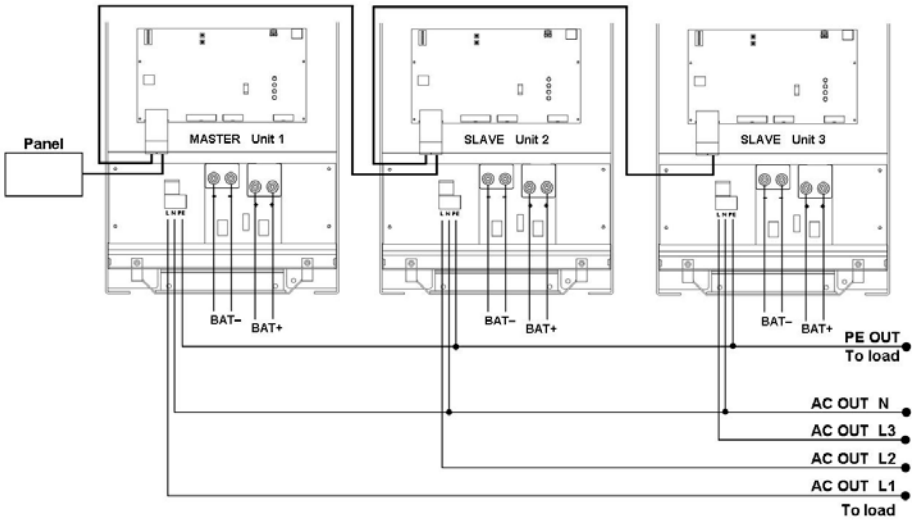 MASTER Unit 1
SLAVE Unit 2
SLAVE Unit 3
Panel
L N PE
L N PE
L N PE
BAT–
BAT+
BAT–
BAT+
BAT–
BAT+
PE OUT
To load
AC OUT N
AC OUT L3
AC OUT L2
AC OUT L1
To load